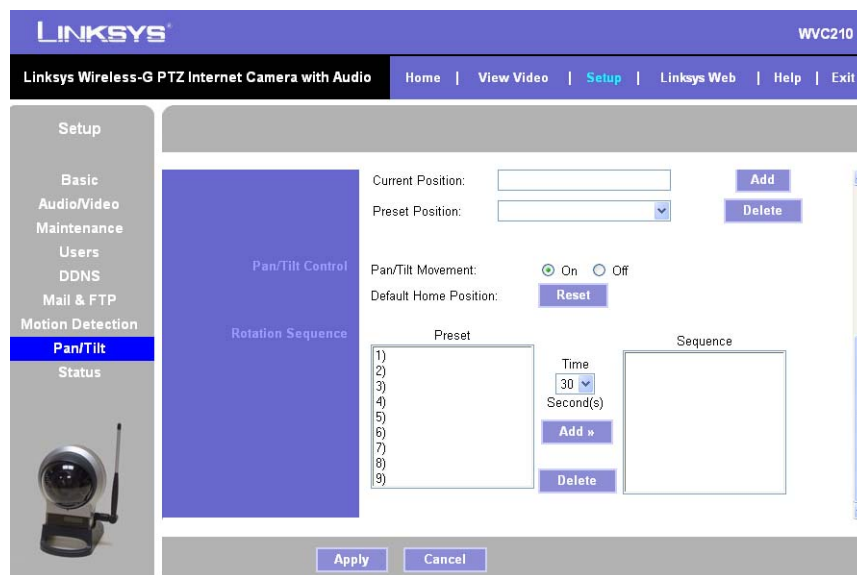 LINKSYS®
WVC210
Linksys Wireless-G PTZ Internet Camera with Audio
Home | View Video | Setup | Linksys Web | Help | Exit
Setup
Basic
Audio/Video
Maintenance
Users
DDNS
Mail & FTP
Motion Detection
Pan/Tilt
Status
Current Position:
Add
Preset Position:
Delete
Pan/Tilt Control
Pan/Tilt Movement:
On
Off
Default Home Position:
Reset
Rotation Sequence
Preset
1)
2)
3)
4)
5)
6)
7)
8)
9)
Time
30
Second(s)
Add »
Delete
Sequence
Apply
Cancel